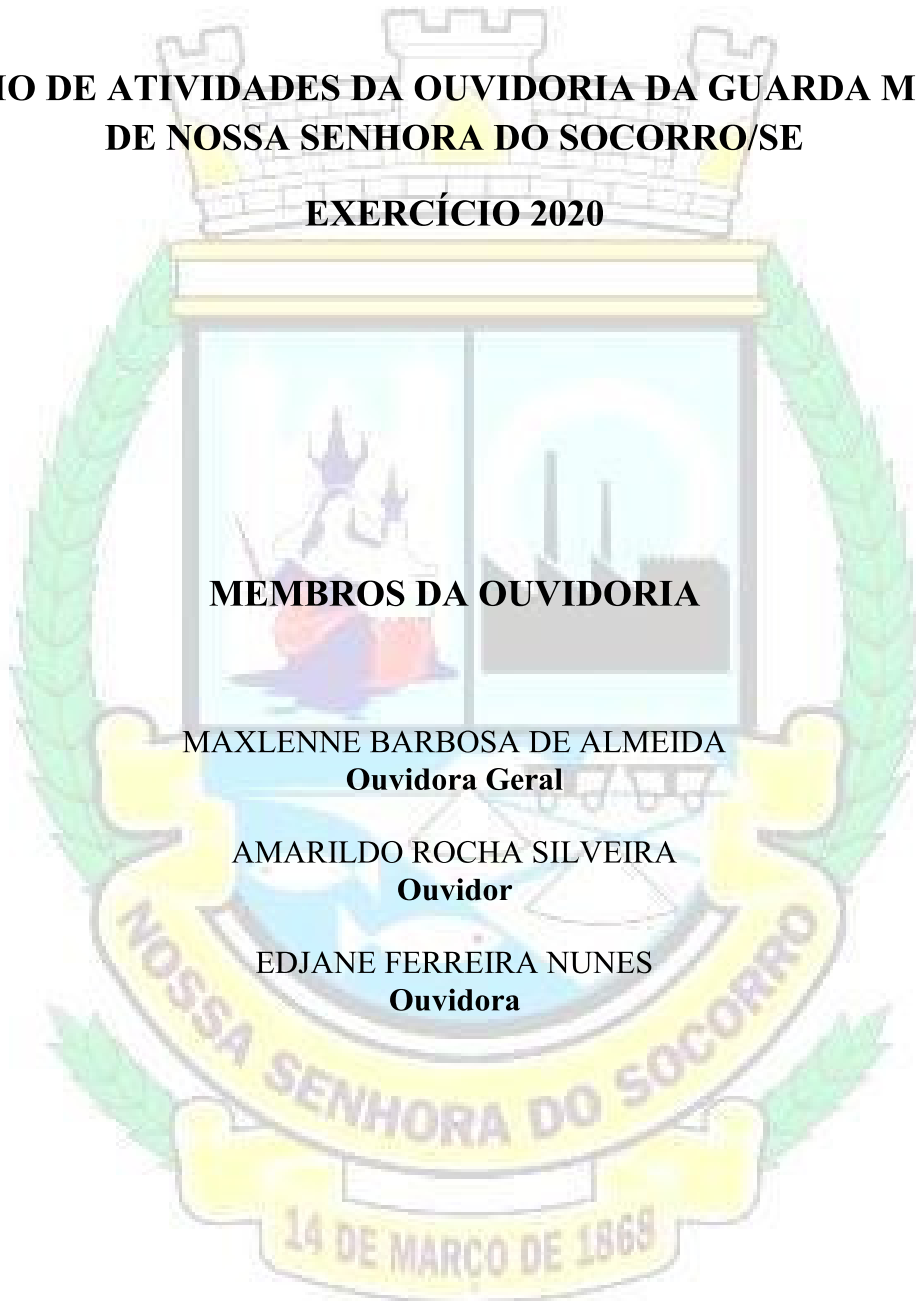 IO DE ATIVIDADES DA OUVIDORIA DA GUARDA M
DE NOSSA SENHORA DO SOCORRO/SE
EXERCÍCIO 2020
MEMBROS DA OUVIDORIA
MAXLENNE BARBOSA DE ALMEIDA
Ouvidora Geral
AMARILDO ROCHA SILVEIRA
Ouvidor
EDJANE FERREIRA NUNES
Ouvidora
NOSSA SENHORA DO SOCORRO
14 DE MARÇO DE 1868